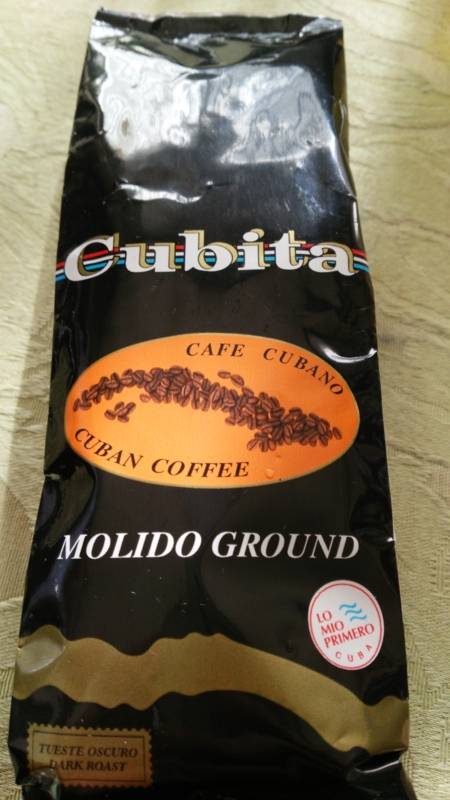 Cubita
CAFE CUBANO
CUBAN COFFEE
MOLIDO GROUND
LO
MIO
PRIMERO
CUBA
TUESTE OSCURO
DARK ROAST